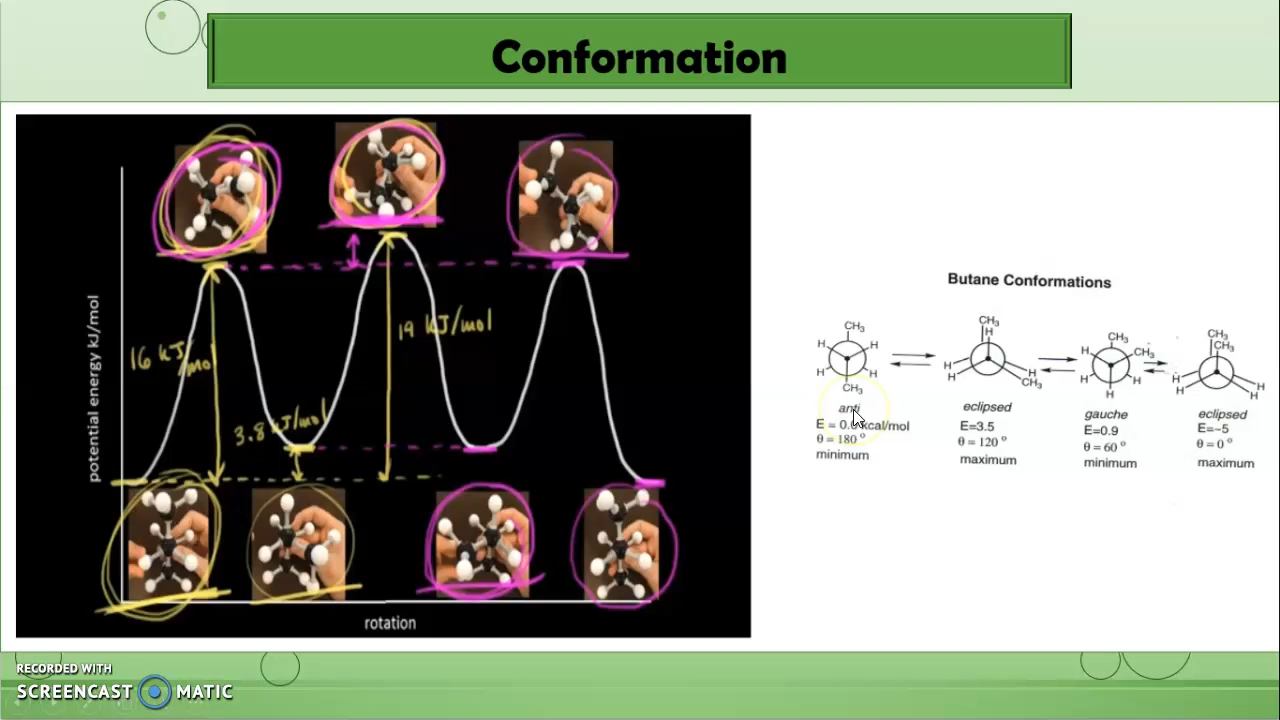 Conformation
potential energy kJ/mol
16 kJ/mol
3.8 kJ/mol
19 kJ/mol
rotation
Butane Conformations
CH3
H H
H H
CH3
anti
E = 0.0 kcal/mol
θ = 180 °
minimum
CH3
H
H
H
H
CH3
eclipsed
E=3.5
θ = 120 °
maximum
CH3
H CH3
H H
H
gauche
E=0.9
θ = 60 °
minimum
CH3
CH3
H H
H H
eclipsed
E=~5
θ = 0 °
maximum
RECORDED WITH
SCREENCAST MATIC